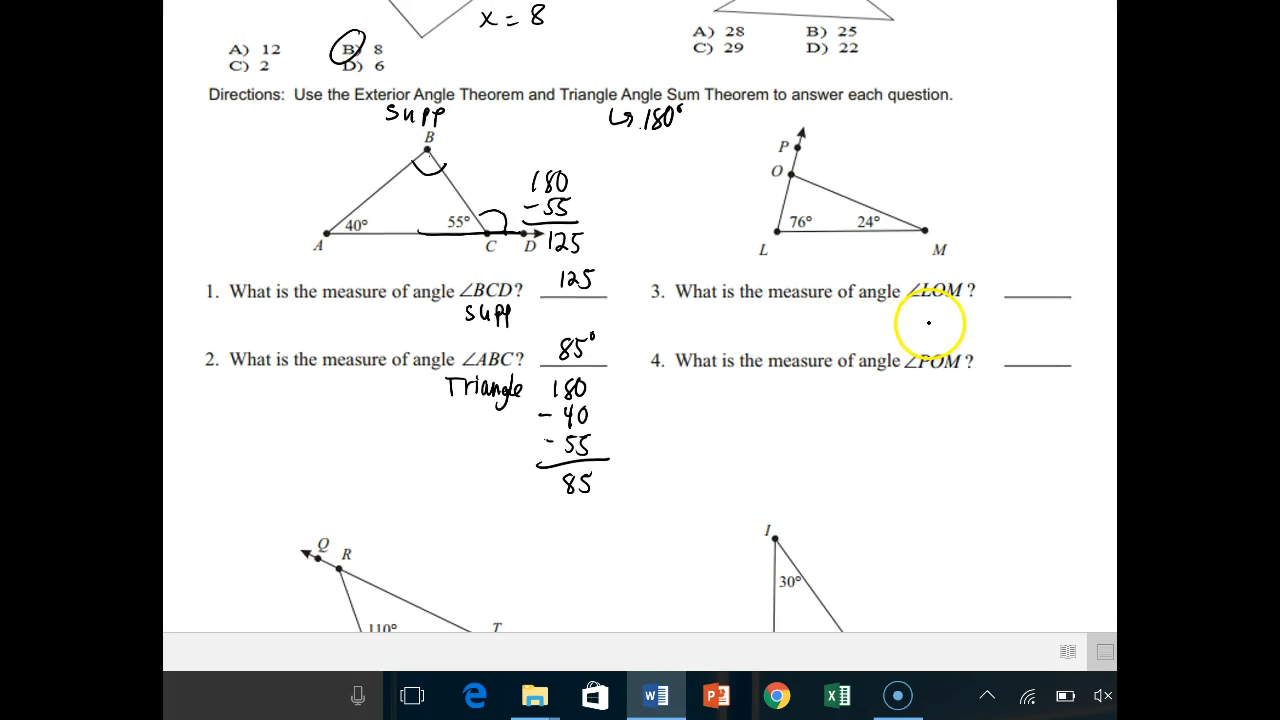 x = 8
A) 12 B) 8
C) 2 D) 6
A) 28 B) 25
C) 29 D) 22
Directions: Use the Exterior Angle Theorem and Triangle Angle Sum Theorem to answer each question.
supp
↳ 180°
B
40° 55°
A C D
180
- 55
125
P
O
76° 24°
L M
1. What is the measure of angle ∠BCD? 125
supp
2. What is the measure of angle ∠ABC? 85°
Triangle
180
- 40
- 55
85
3. What is the measure of angle ∠LOM?
4. What is the measure of angle ∠POM?
Q R
110° T
I
30°